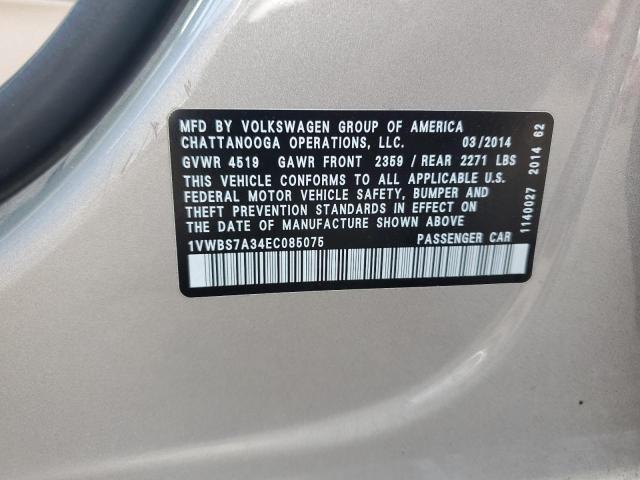 MFD BY VOLKSWAGEN GROUP OF AMERICA
CHATTANOOGA OPERATIONS, LLC. 03/2014
GVWR 4519 GAWR FRONT 2359 / REAR 2271 LBS
THIS VEHICLE CONFORMS TO ALL APPLICABLE U.S.
FEDERAL MOTOR VEHICLE SAFETY, BUMPER AND
THEFT PREVENTION STANDARDS IN EFFECT ON
THE DATE OF MANUFACTURE SHOWN ABOVE
1VWBS7A34EC085075 PASSENGER CAR
1140027 2014 62